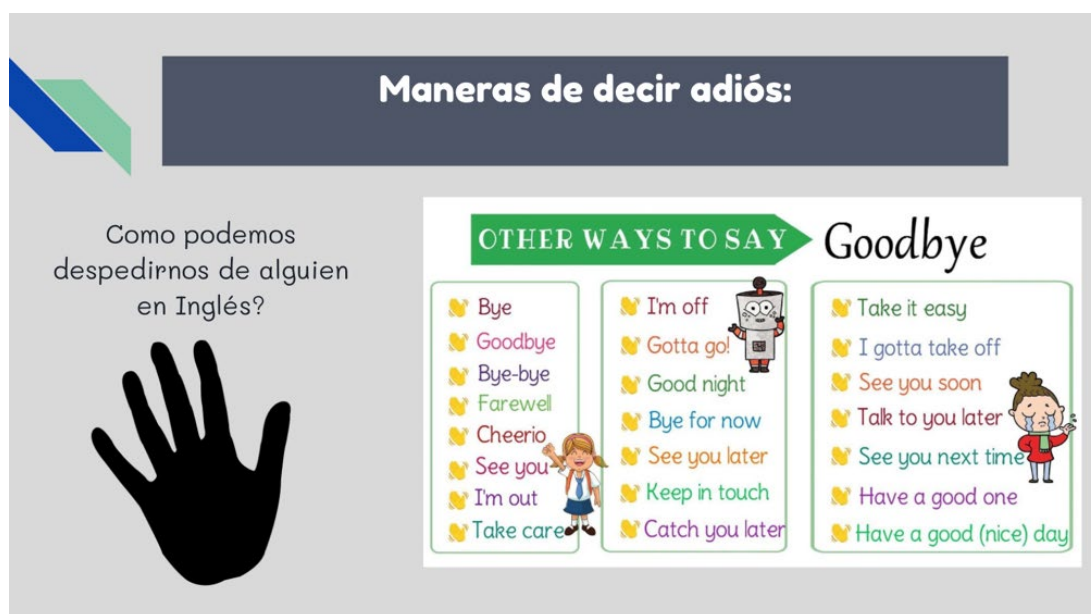 Maneras de decir adiós:
Como podemos
despedirnos de alguien
en Inglés?
OTHER WAYS TO SAY
Goodbye
Bye
Goodbye
Bye-bye
Farewell
Cheerio
See you
I'm out
Take care
I'm off
Gotta go!
Good night
Bye for now
See you later
Keep in touch
Catch you later
Take it easy
I gotta take off
See you soon
Talk to you later
See you next time
Have a good one
Have a good (nice) day